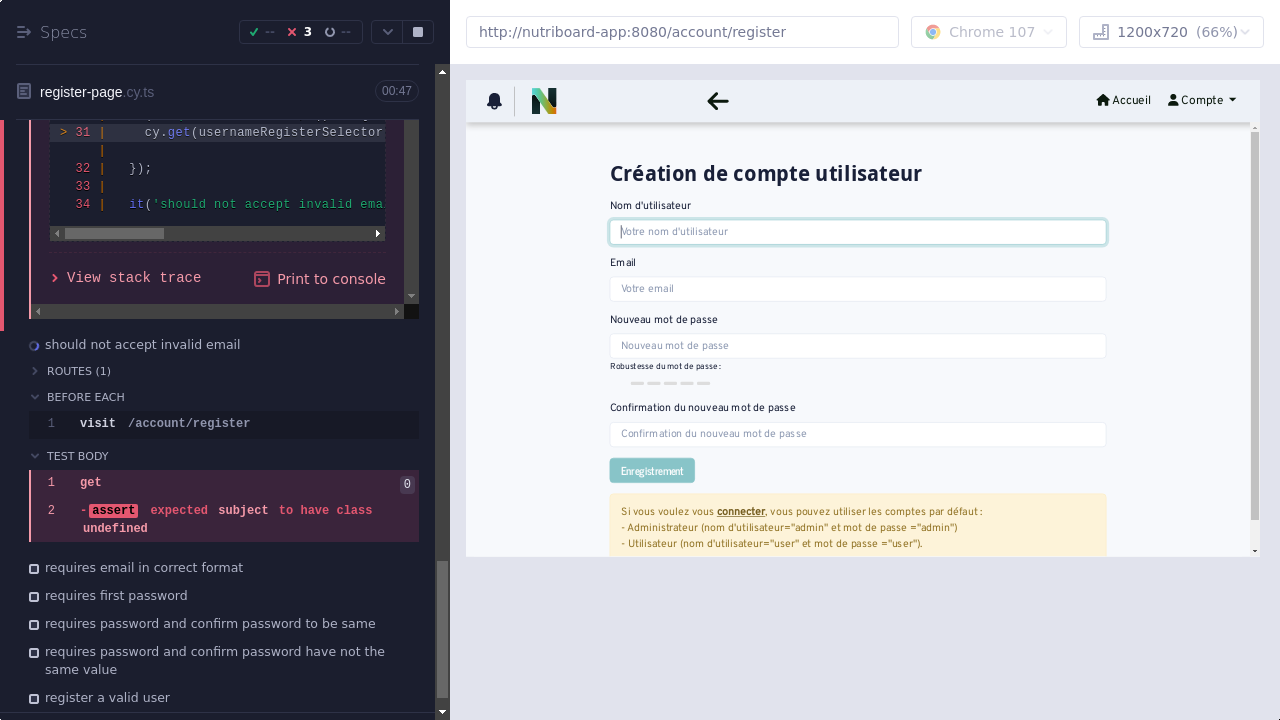 Specs
--
3
--
register-page.cy.ts
00:47
> 31 | cy.get(usernameRegisterSelector
|
32 | });
33 |
34 | it('should not accept invalid ema
View stack trace
Print to console
should not accept invalid email
ROUTES (1)
BEFORE EACH
1 visit /account/register
TEST BODY
1 get 0
2 -assert expected subject to have class
undefined
requires email in correct format
requires first password
requires password and confirm password to be same
requires password and confirm password have not the
same value
register a valid user
http://nutriboard-app:8080/account/register
Chrome 107
1200x720 (66%)
N
Accueil
Compte
Création de compte utilisateur
Nom d'utilisateur
Votre nom d'utilisateur
Email
Votre email
Nouveau mot de passe
Nouveau mot de passe
Robustesse du mot de passe :
Confirmation du nouveau mot de passe
Confirmation du nouveau mot de passe
Enregistrement
Si vous voulez vous connecter, vous pouvez utiliser les comptes par défaut :
- Administrateur (nom d'utilisateur="admin" et mot de passe ="admin")
- Utilisateur (nom d'utilisateur="user" et mot de passe ="user").